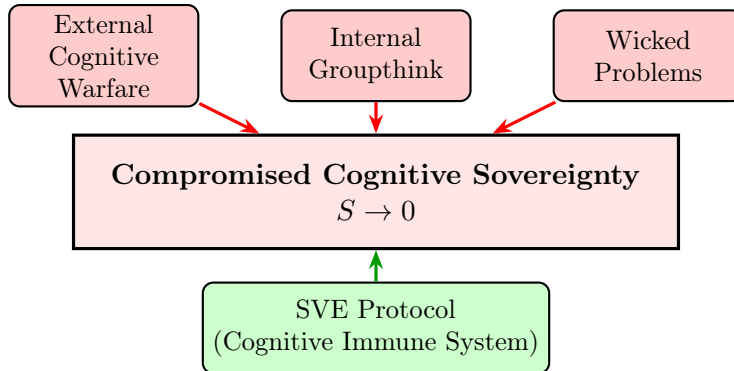 External
Cognitive
Warfare
Internal
Groupthink
Wicked
Problems
Compromised Cognitive Sovereignty
S → 0
SVE Protocol
(Cognitive Immune System)